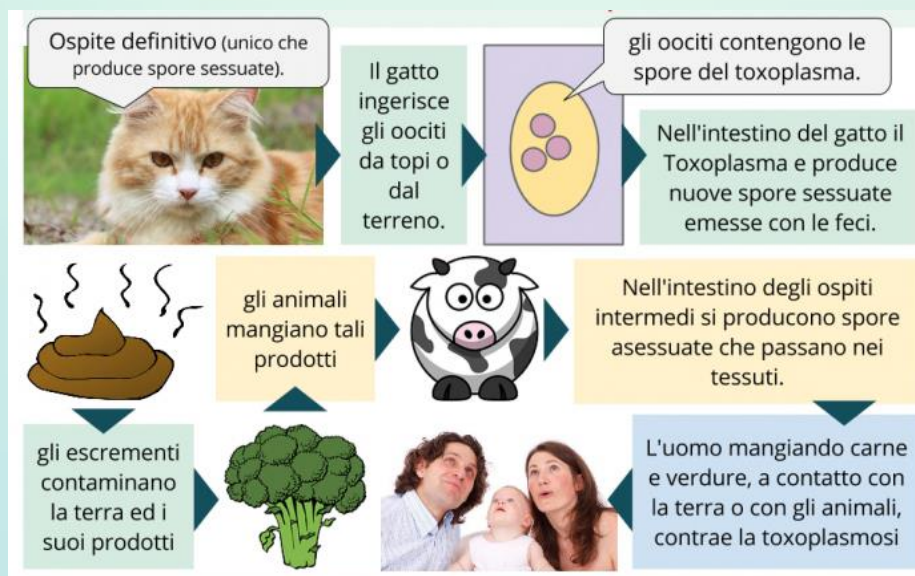 Ospite definitivo (unico che
produce spore sessuate).
Il gatto
ingerisce
gli oociti
da topi o
dal
terreno.
gli oociti contengono le
spore del toxoplasma.
Nell'intestino del gatto il
Toxoplasma e produce
nuove spore sessuate
emesse con le feci.
gli animali
mangiano tali
prodotti
Nell'intestino degli ospiti
intermedi si producono spore
asessuate che passano nei
tessuti.
gli escrementi
contaminano
la terra ed i
suoi prodotti
L'uomo mangiando carne
e verdure, a contatto con
la terra o con gli animali,
contrae la toxoplasmosi